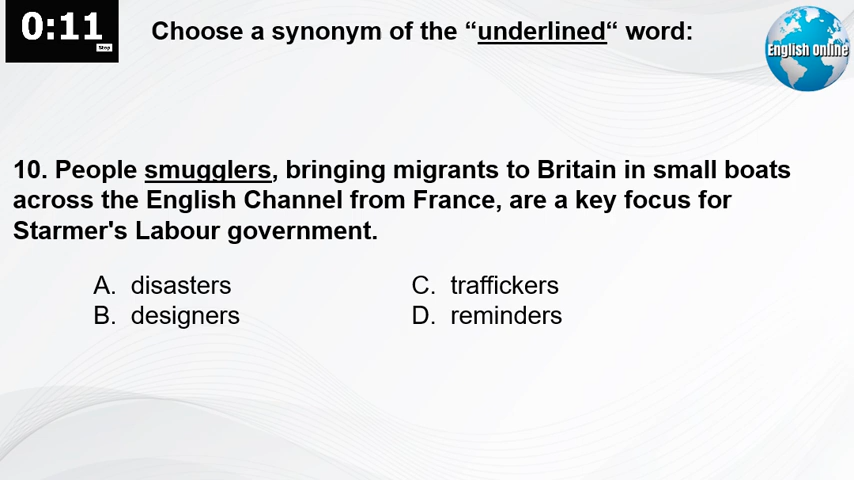 0:11
Stop
Choose a synonym of the “underlined“ word:
English Online
10. People smugglers, bringing migrants to Britain in small boats
across the English Channel from France, are a key focus for
Starmer's Labour government.
A. disasters
B. designers
C. traffickers
D. reminders